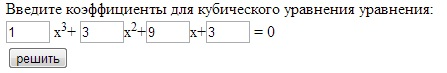 Введите коэффициенты для кубического уравнения уравнения:
1 x³+ 3 x²+ 9 x+ 3 = 0
решить